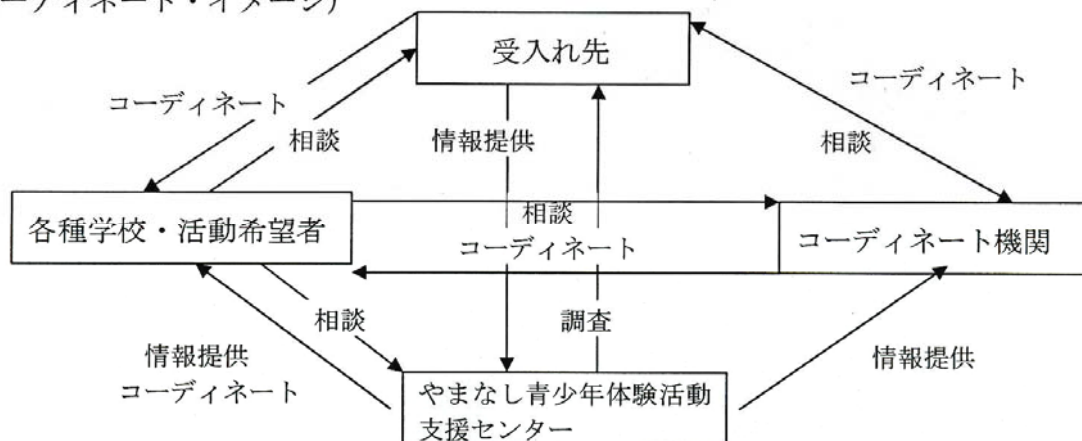 ーディネート・イメージ)
受入れ先
コーディネート
コーディネート
相談
情報提供
相談
各種学校・活動希望者
相談
コーディネート
コーディネート機関
相談
調査
情報提供
コーディネート
情報提供
やまなし青少年体験活動
支援センター